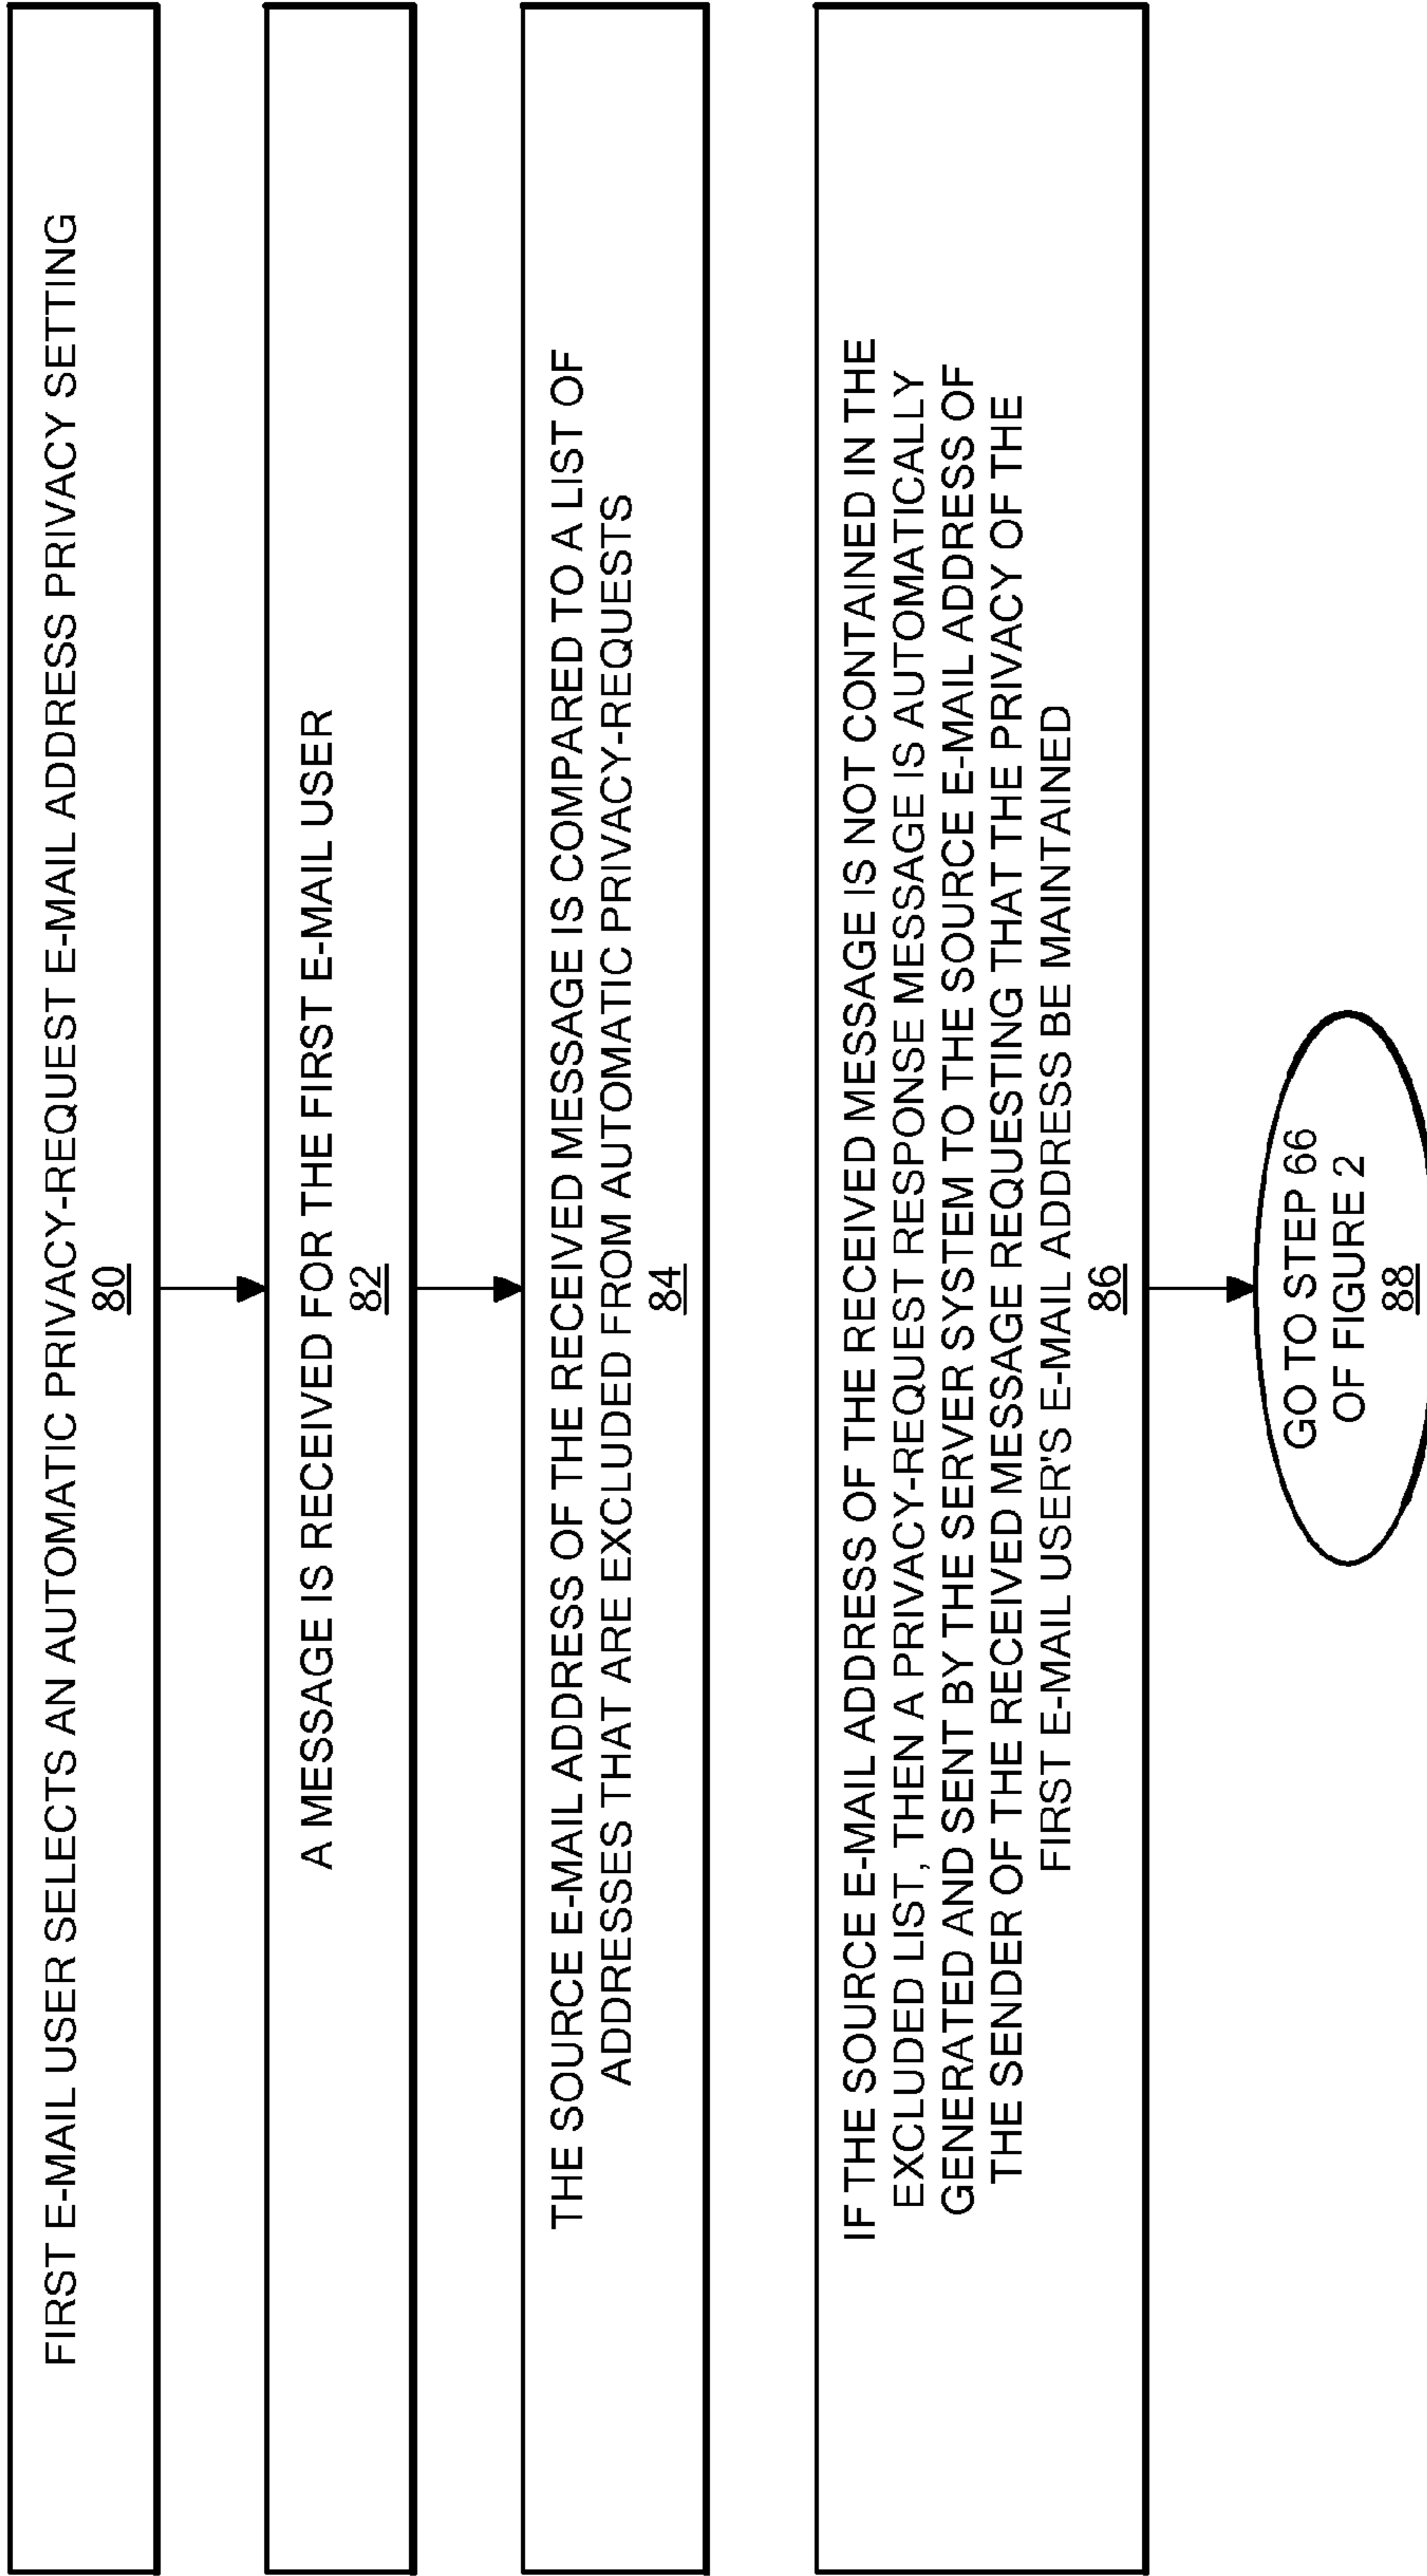 FIRST E-MAIL USER SELECTS AN AUTOMATIC PRIVACY-REQUEST E-MAIL ADDRESS PRIVACY SETTING
80
A MESSAGE IS RECEIVED FOR THE FIRST E-MAIL USER
82
THE SOURCE E-MAIL ADDRESS OF THE RECEIVED MESSAGE IS COMPARED TO A LIST OF
ADDRESSES THAT ARE EXCLUDED FROM AUTOMATIC PRIVACY-REQUESTS
84
IF THE SOURCE E-MAIL ADDRESS OF THE RECEIVED MESSAGE IS NOT CONTAINED IN THE
EXCLUDED LIST, THEN A PRIVACY-REQUEST RESPONSE MESSAGE IS AUTOMATICALLY
GENERATED AND SENT BY THE SERVER SYSTEM TO THE SOURCE E-MAIL ADDRESS OF
THE SENDER OF THE RECEIVED MESSAGE REQUESTING THAT THE PRIVACY OF THE
FIRST E-MAIL USER'S E-MAIL ADDRESS BE MAINTAINED
86
GO TO STEP 66
OF FIGURE 2
88